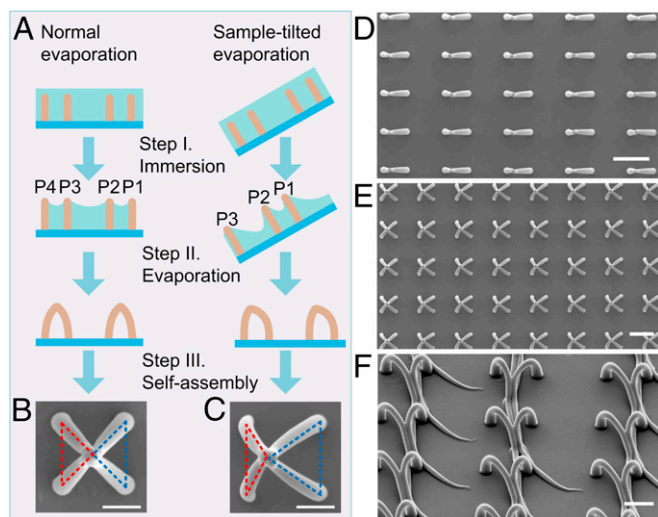 A
Normal
evaporation
Sample-tilted
evaporation
Step I.
Immersion
P4 P3 P2 P1
P3 P2 P1
Step II.
Evaporation
Step III.
Self-assembly
B
C
D
E
F